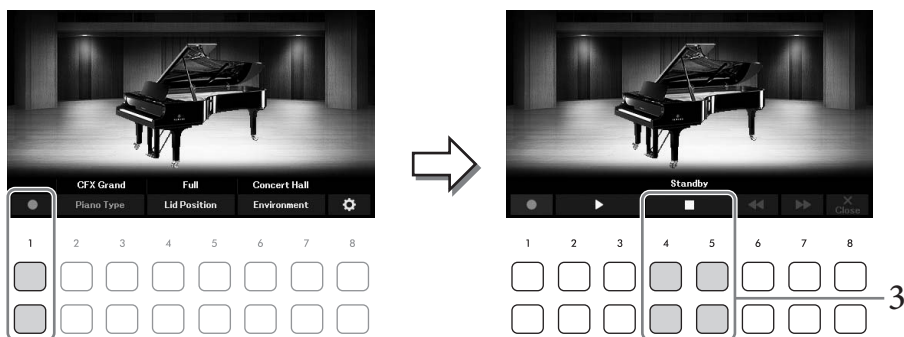 CFX Grand Full Concert Hall
Piano Type Lid Position Environment
1 2 3 4 5 6 7 8
Standby
Close
1 2 3 4 5 6 7 8
3